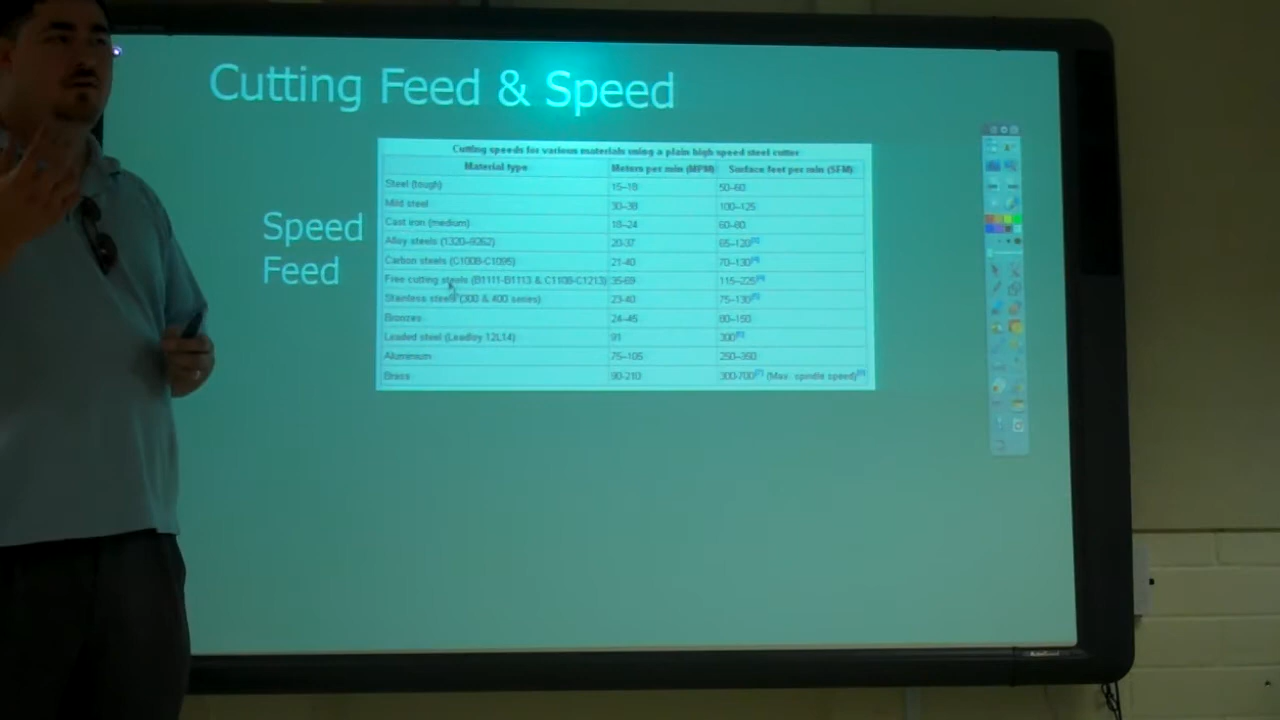 Cutting Feed & Speed
Speed
Feed
Cutting speeds for various materials using a plain high speed steel cutter
Material type Meters per min (MPM) Surface feet per min (SFM)
Steel (tough) 15–18 50–60
Mild steel 30–38 100–125
Cast iron (medium) 18–24 60–80
Alloy steels (1320–9262) 20-37 65–120
Carbon steels (C1008-C1095) 21-40 70–130
Free cutting steels (B1111-B1113 & C1108-C1213) 35-69 115–225
Stainless steels (300 & 400 series) 23-40 75–130
Bronzes 24–45 80–150
Leaded steel (Leadloy 12L14) 91 300
Aluminium 75–105 250–350
Brass 90-210 300-700 (Max. spindle speed)